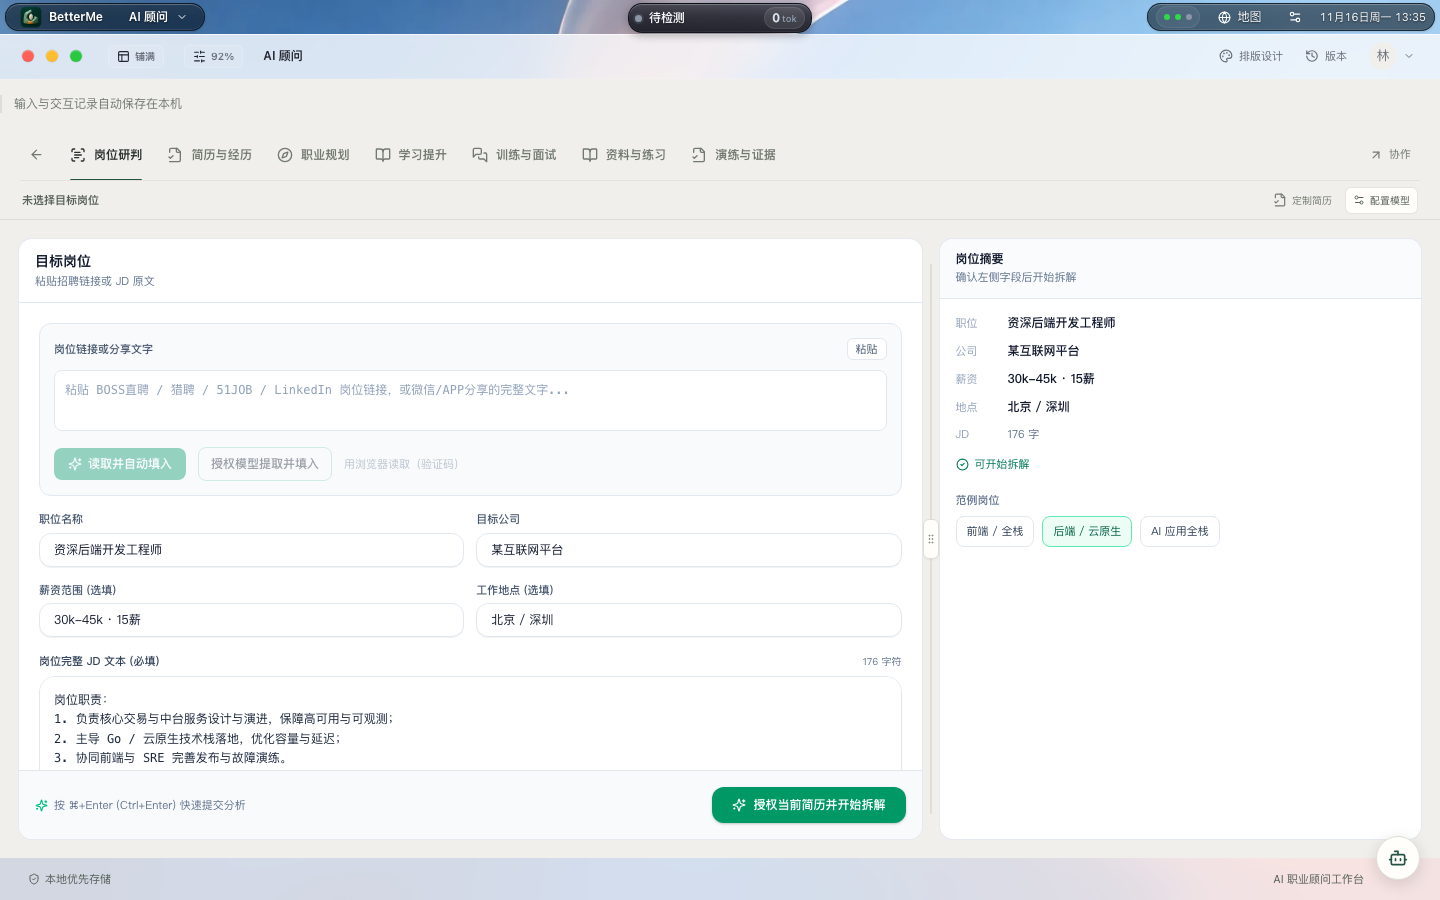 BetterMe
AI 顾问
待检测
0 tok
地图
11月16日周一 13:35
铺满
92%
AI 顾问
排版设计
版本
林
输入与交互记录自动保存在本机
岗位研判
简历与经历
职业规划
学习提升
训练与面试
资料与练习
演练与证据
协作
未选择目标岗位
定制简历
配置模型
目标岗位
粘贴招聘链接或 JD 原文
岗位链接或分享文字
粘贴
粘贴 BOSS直聘 / 猎聘 / 51JOB / LinkedIn 岗位链接，或微信/APP分享的完整文字...
读取并自动填入
授权模型提取并填入
用浏览器读取（验证码）
职位名称
目标公司
资深后端开发工程师
某互联网平台
薪资范围 (选填)
工作地点 (选填)
30k–45k · 15薪
北京 / 深圳
岗位完整 JD 文本 (必填)
176 字符
岗位职责：
1. 负责核心交易与中台服务设计与演进，保障高可用与可观测；
2. 主导 Go / 云原生技术栈落地，优化容量与延迟；
3. 协同前端与 SRE 完善发布与故障演练。
按 ⌘+Enter (Ctrl+Enter) 快速提交分析
授权当前简历并开始拆解
岗位摘要
确认左侧字段后开始拆解
职位 资深后端开发工程师
公司 某互联网平台
薪资 30k–45k · 15薪
地点 北京 / 深圳
JD 176 字
可开始拆解
范例岗位
前端 / 全栈
后端 / 云原生
AI 应用全栈
本地优先存储
AI 职业顾问工作台